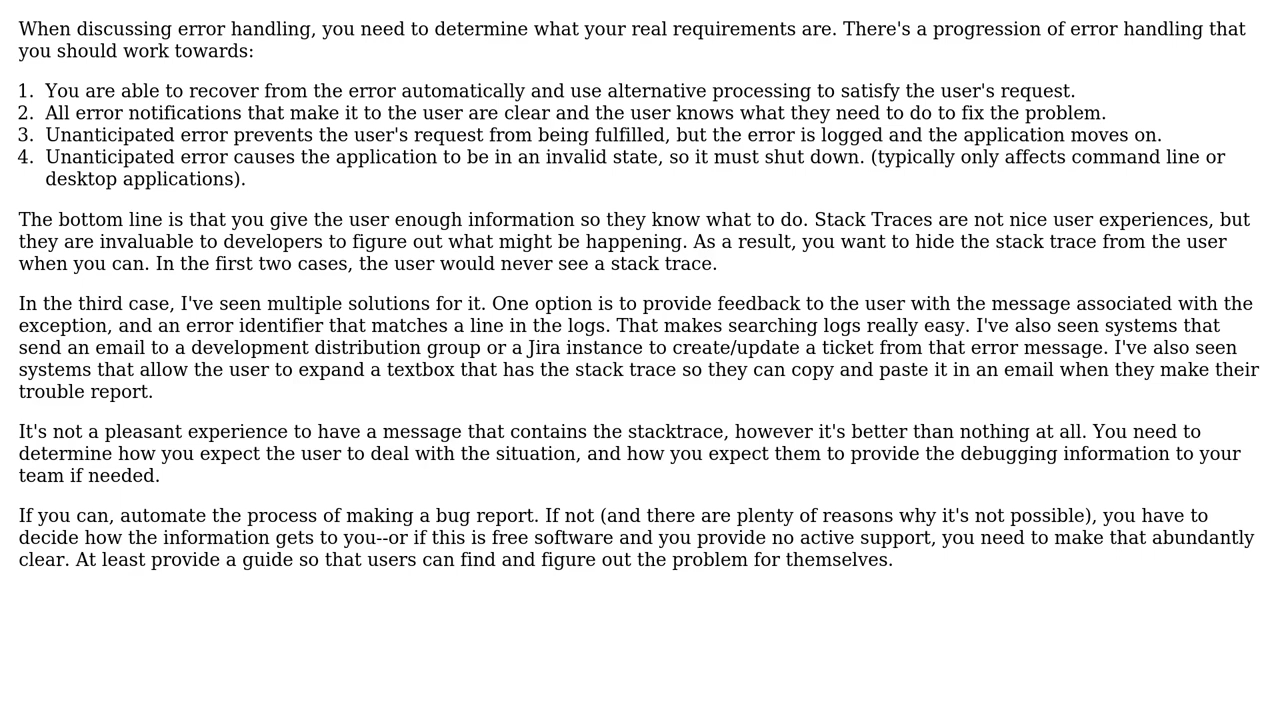 When discussing error handling, you need to determine what your real requirements are. There's a progression of error handling that
you should work towards:
1. You are able to recover from the error automatically and use alternative processing to satisfy the user's request.
2. All error notifications that make it to the user are clear and the user knows what they need to do to fix the problem.
3. Unanticipated error prevents the user's request from being fulfilled, but the error is logged and the application moves on.
4. Unanticipated error causes the application to be in an invalid state, so it must shut down. (typically only affects command line or
desktop applications).
The bottom line is that you give the user enough information so they know what to do. Stack Traces are not nice user experiences, but
they are invaluable to developers to figure out what might be happening. As a result, you want to hide the stack trace from the user
when you can. In the first two cases, the user would never see a stack trace.
In the third case, I've seen multiple solutions for it. One option is to provide feedback to the user with the message associated with the
exception, and an error identifier that matches a line in the logs. That makes searching logs really easy. I've also seen systems that
send an email to a development distribution group or a Jira instance to create/update a ticket from that error message. I've also seen
systems that allow the user to expand a textbox that has the stack trace so they can copy and paste it in an email when they make their
trouble report.
It's not a pleasant experience to have a message that contains the stacktrace, however it's better than nothing at all. You need to
determine how you expect the user to deal with the situation, and how you expect them to provide the debugging information to your
team if needed.
If you can, automate the process of making a bug report. If not (and there are plenty of reasons why it's not possible), you have to
decide how the information gets to you--or if this is free software and you provide no active support, you need to make that abundantly
clear. At least provide a guide so that users can find and figure out the problem for themselves.